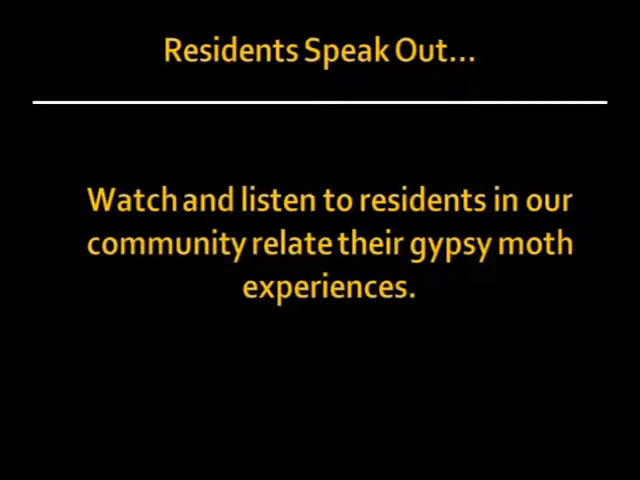 Residents Speak Out...
Watch and listen to residents in our
community relate their gypsy moth
experiences.